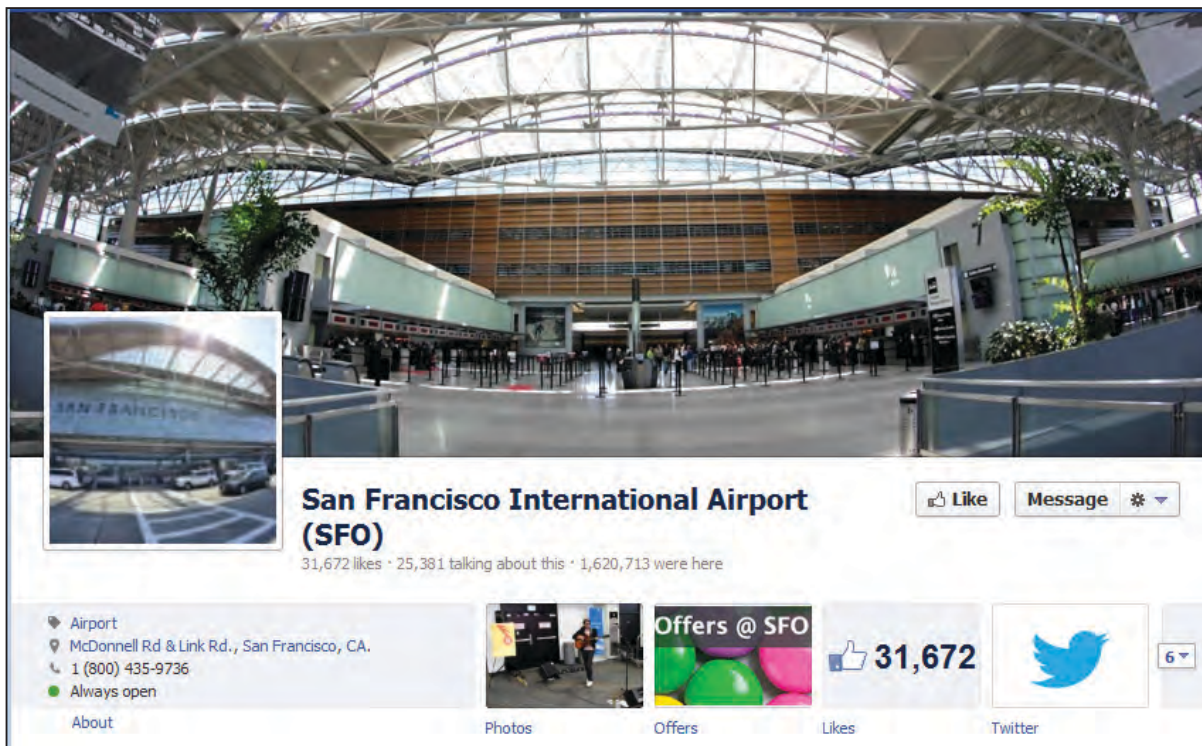 SAN FRANCISCO
San Francisco International Airport
(SFO)
Like
Message
31,672 likes · 25,381 talking about this · 1,620,713 were here
Airport
McDonnell Rd & Link Rd., San Francisco, CA.
1 (800) 435-9736
Always open
About
Offers @ SFO
31,672
6
Photos
Offers
Likes
Twitter